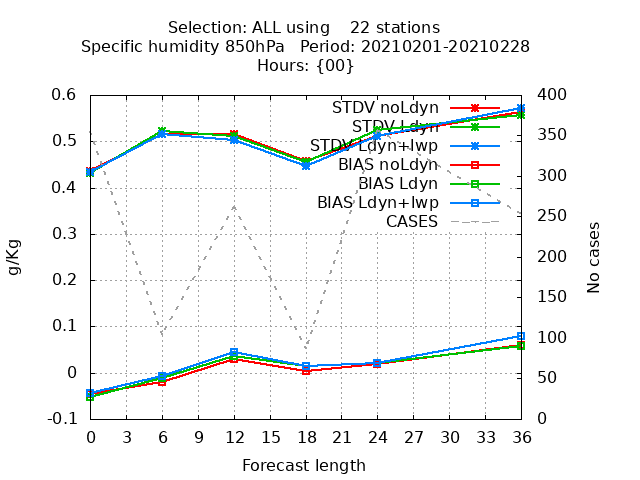 Selection: ALL using    22 stations
Specific humidity 850hPa   Period: 20210201-20210228
Hours: {00}
0.6
0.5
0.4
0.3
0.2
0.1
0
-0.1
g/Kg
STDV noLdyn
STDV Ldyn
STDV Ldyn+lwp
BIAS noLdyn
BIAS Ldyn
BIAS Ldyn+lwp
CASES
400
350
300
250
200
150
100
50
0
No cases
0 3 6 9 12 15 18 21 24 27 30 33 36
Forecast length